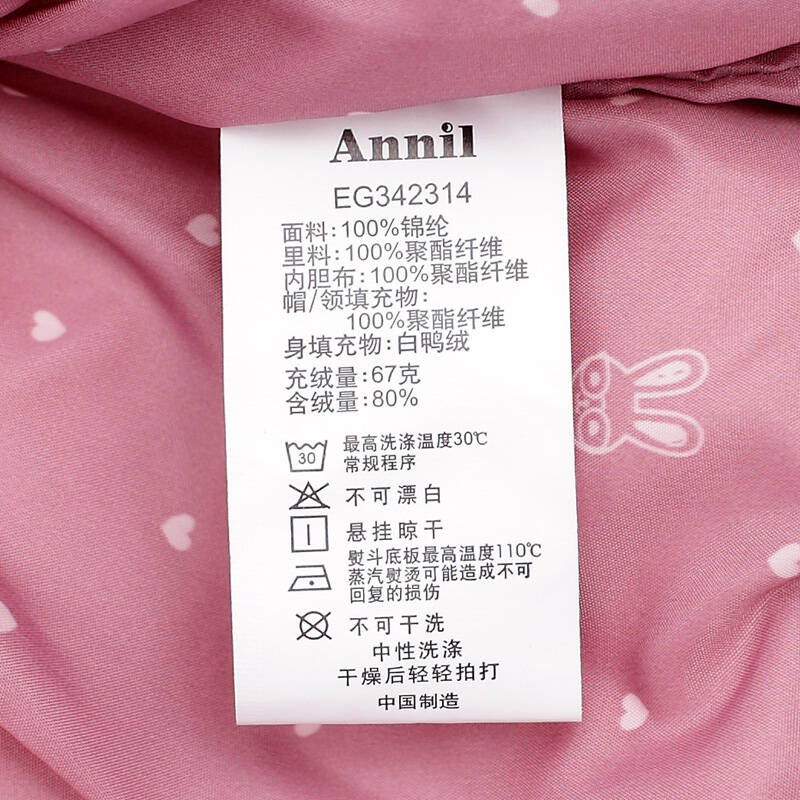 Annil
EG342314
面料:100%锦纶
里料:100%聚酯纤维
内胆布:100%聚酯纤维
帽/领填充物:
100%聚酯纤维
身填充物:白鸭绒
充绒量:67克
含绒量:80%
30
最高洗涤温度30℃
常规程序
不可漂白
悬挂晾干
熨斗底板最高温度110℃
蒸汽熨烫可能造成不可
回复的损伤
不可干洗
中性洗涤
干燥后轻轻拍打
中国制造